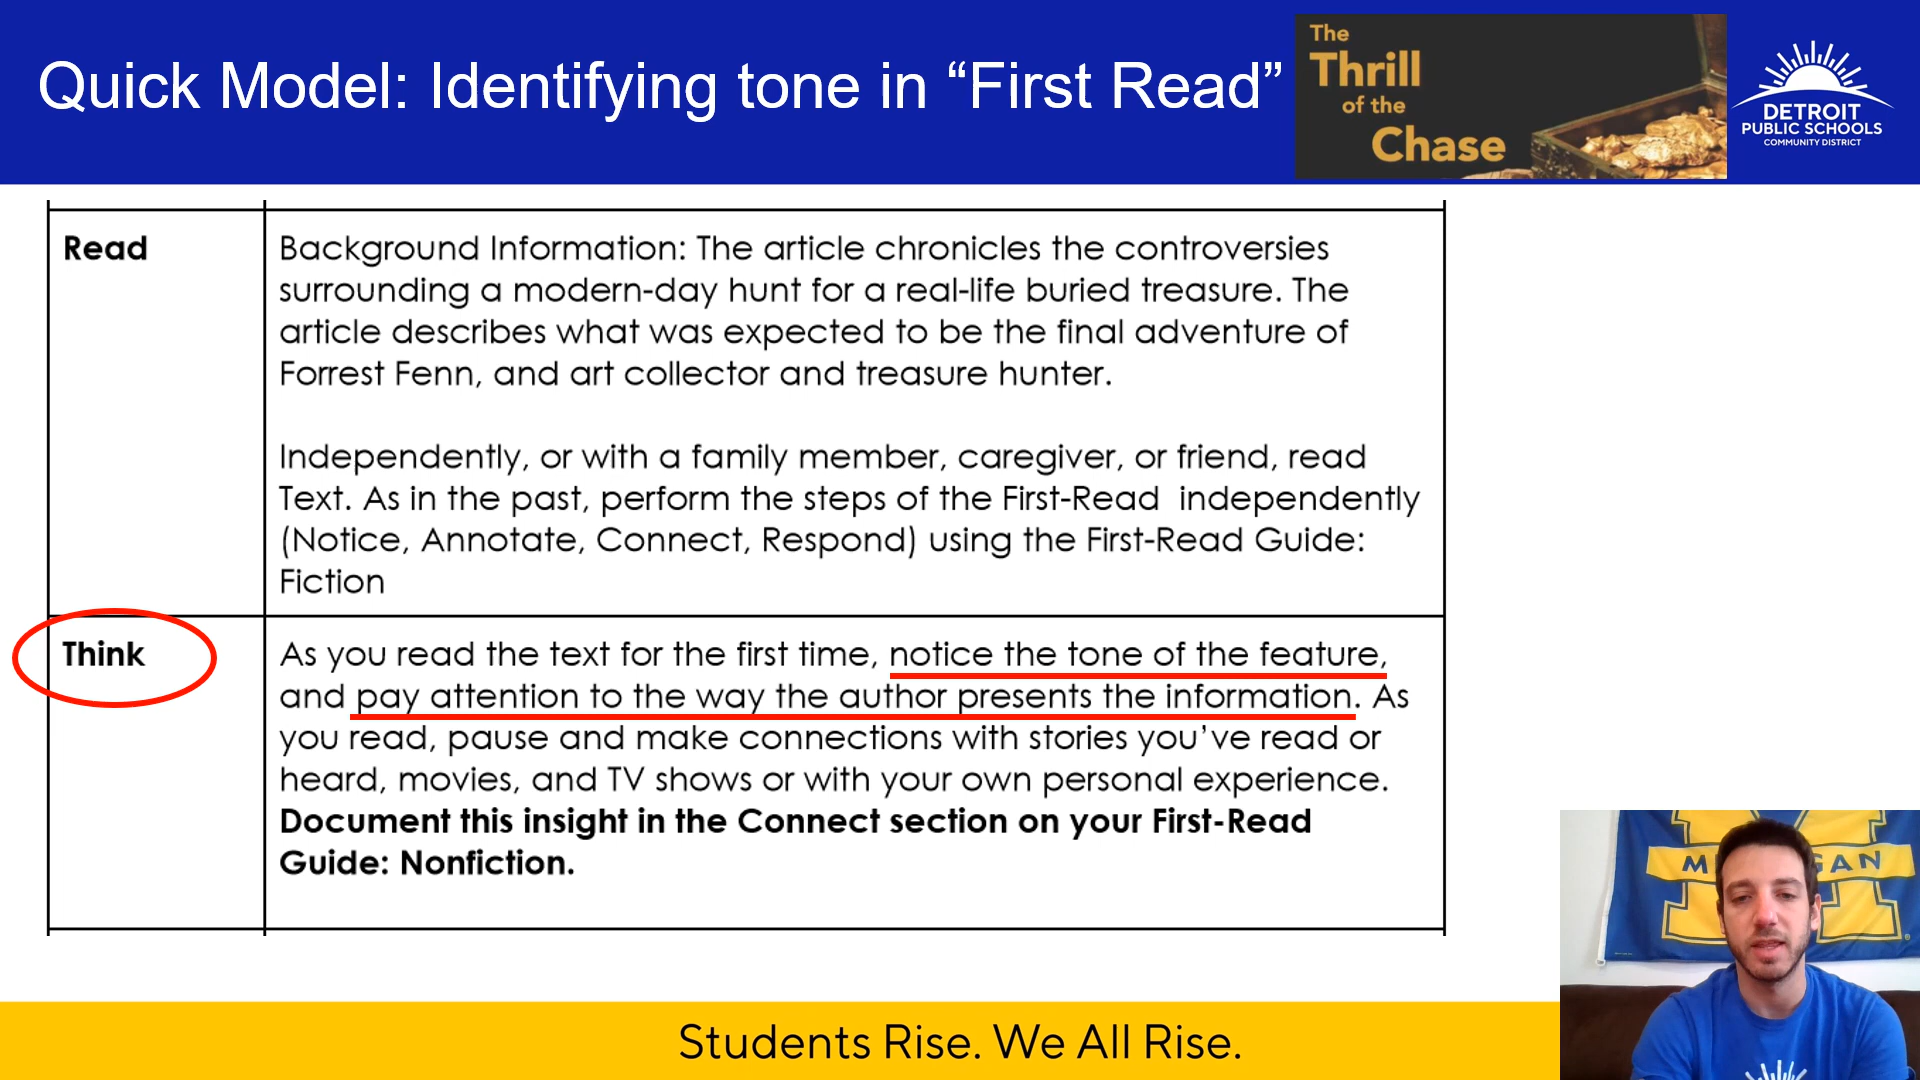 Quick Model: Identifying tone in “First Read”
The
Thrill
of the
Chase
DETROIT
PUBLIC SCHOOLS
COMMUNITY DISTRICT
Read
Background Information: The article chronicles the controversies
surrounding a modern-day hunt for a real-life buried treasure. The
article describes what was expected to be the final adventure of
Forrest Fenn, and art collector and treasure hunter.
Independently, or with a family member, caregiver, or friend, read
Text. As in the past, perform the steps of the First-Read independently
(Notice, Annotate, Connect, Respond) using the First-Read Guide:
Fiction
Think
As you read the text for the first time, notice the tone of the feature,
and pay attention to the way the author presents the information. As
you read, pause and make connections with stories you’ve read or
heard, movies, and TV shows or with your own personal experience.
Document this insight in the Connect section on your First-Read
Guide: Nonfiction.
Students Rise. We All Rise.